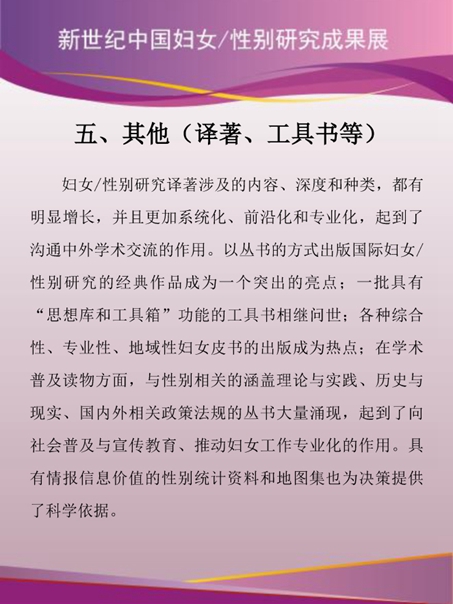 新世纪中国妇女/性别研究成果展
五、其他（译著、工具书等）
妇女/性别研究译著涉及的内容、深度和种类，都有
明显增长，并且更加系统化、前沿化和专业化，起到了
沟通中外学术交流的作用。以丛书的方式出版国际妇女/
性别研究的经典作品成为一个突出的亮点；一批具有
“思想库和工具箱”功能的工具书相继问世；各种综合
性、专业性、地域性妇女皮书的出版成为热点；在学术
普及读物方面，与性别相关的涵盖理论与实践、历史与
现实、国内外相关政策法规的丛书大量涌现，起到了向
社会普及与宣传教育、推动妇女工作专业化的作用。具
有情报信息价值的性别统计资料和地图集也为决策提供
了科学依据。